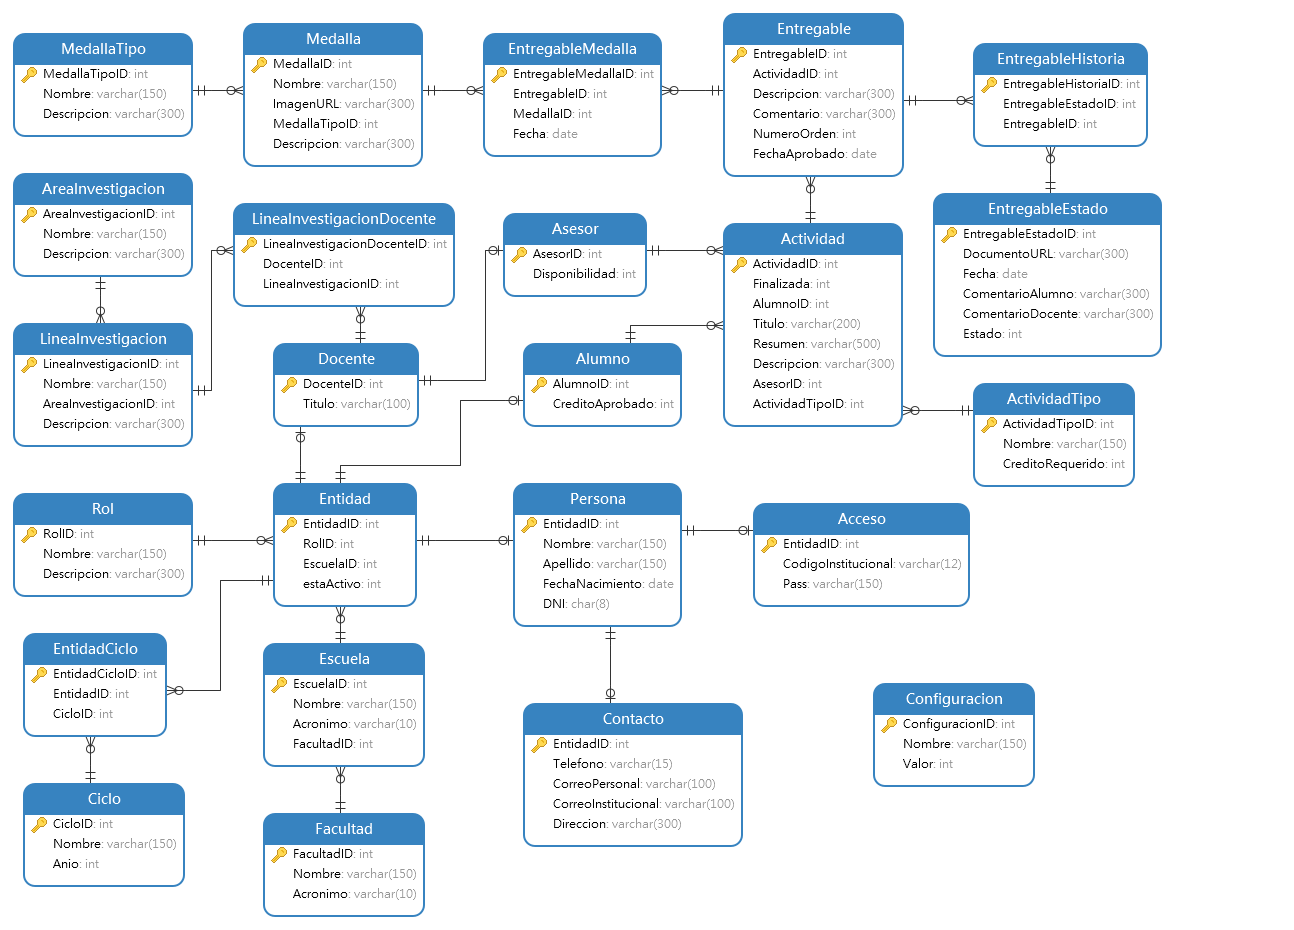 MedallaTipo
MedallaTipoID: int
Nombre: varchar(150)
Descripcion: varchar(300)
Medalla
MedallaID: int
Nombre: varchar(150)
ImagenURL: varchar(300)
MedallaTipoID: int
Descripcion: varchar(300)
EntregableMedalla
EntregableMedallaID: int
EntregableID: int
MedallaID: int
Fecha: date
Entregable
EntregableID: int
ActividadID: int
Descripcion: varchar(300)
Comentario: varchar(300)
NumeroOrden: int
FechaAprobado: date
EntregableHistoria
EntregableHistoriaID: int
EntregableEstadoID: int
EntregableID: int
AreaInvestigacion
AreaInvestigacionID: int
Nombre: varchar(150)
Descripcion: varchar(300)
LineaInvestigacionDocente
LineaInvestigacionDocenteID: int
DocenteID: int
LineaInvestigacionID: int
Asesor
AsesorID: int
Disponibilidad: int
Actividad
ActividadID: int
Finalizada: int
AlumnoID: int
Titulo: varchar(200)
Resumen: varchar(500)
Descripcion: varchar(300)
AsesorID: int
ActividadTipoID: int
EntregableEstado
EntregableEstadoID: int
DocumentoURL: varchar(300)
Fecha: date
ComentarioAlumno: varchar(300)
ComentarioDocente: varchar(300)
Estado: int
LineaInvestigacion
LineaInvestigacionID: int
Nombre: varchar(150)
AreaInvestigacionID: int
Descripcion: varchar(300)
Docente
DocenteID: int
Titulo: varchar(100)
Alumno
AlumnoID: int
CreditoAprobado: int
ActividadTipo
ActividadTipoID: int
Nombre: varchar(150)
CreditoRequerido: int
Rol
RolID: int
Nombre: varchar(150)
Descripcion: varchar(300)
Entidad
EntidadID: int
RolID: int
EscuelaID: int
estaActivo: int
Persona
EntidadID: int
Nombre: varchar(150)
Apellido: varchar(150)
FechaNacimiento: date
DNI: char(8)
Acceso
EntidadID: int
CodigoInstitucional: varchar(12)
Pass: varchar(150)
EntidadCiclo
EntidadCicloID: int
EntidadID: int
CicloID: int
Escuela
EscuelaID: int
Nombre: varchar(150)
Acronimo: varchar(10)
FacultadID: int
Contacto
EntidadID: int
Telefono: varchar(15)
CorreoPersonal: varchar(100)
CorreoInstitucional: varchar(100)
Direccion: varchar(300)
Configuracion
ConfiguracionID: int
Nombre: varchar(150)
Valor: int
Ciclo
CicloID: int
Nombre: varchar(150)
Anio: int
Facultad
FacultadID: int
Nombre: varchar(150)
Acronimo: varchar(10)